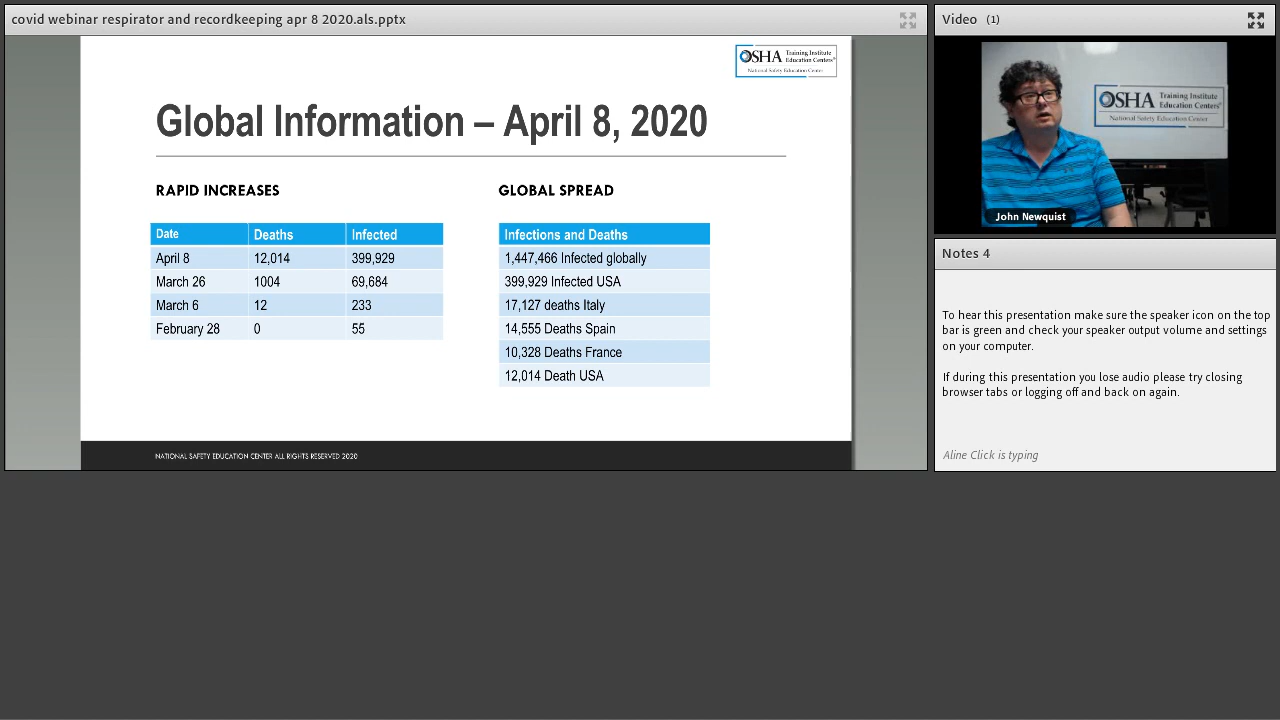 covid webinar respirator and recordkeeping apr 8 2020.als.pptx
OSHA Training Institute
Education Centers®
National Safety Education Center
Global Information – April 8, 2020
RAPID INCREASES
Date Deaths Infected
April 8 12,014 399,929
March 26 1004 69,684
March 6 12 233
February 28 0 55
GLOBAL SPREAD
Infections and Deaths
1,447,466 Infected globally
399,929 Infected USA
17,127 deaths Italy
14,555 Deaths Spain
10,328 Deaths France
12,014 Death USA
NATIONAL SAFETY EDUCATION CENTER ALL RIGHTS RESERVED 2020
Video (1)
OSHA Training Institute
Education Centers®
National Safety Education Center
John Newquist
Notes 4
To hear this presentation make sure the speaker icon on the top
bar is green and check your speaker output volume and settings
on your computer.
If during this presentation you lose audio please try closing
browser tabs or logging off and back on again.
Aline Click is typing